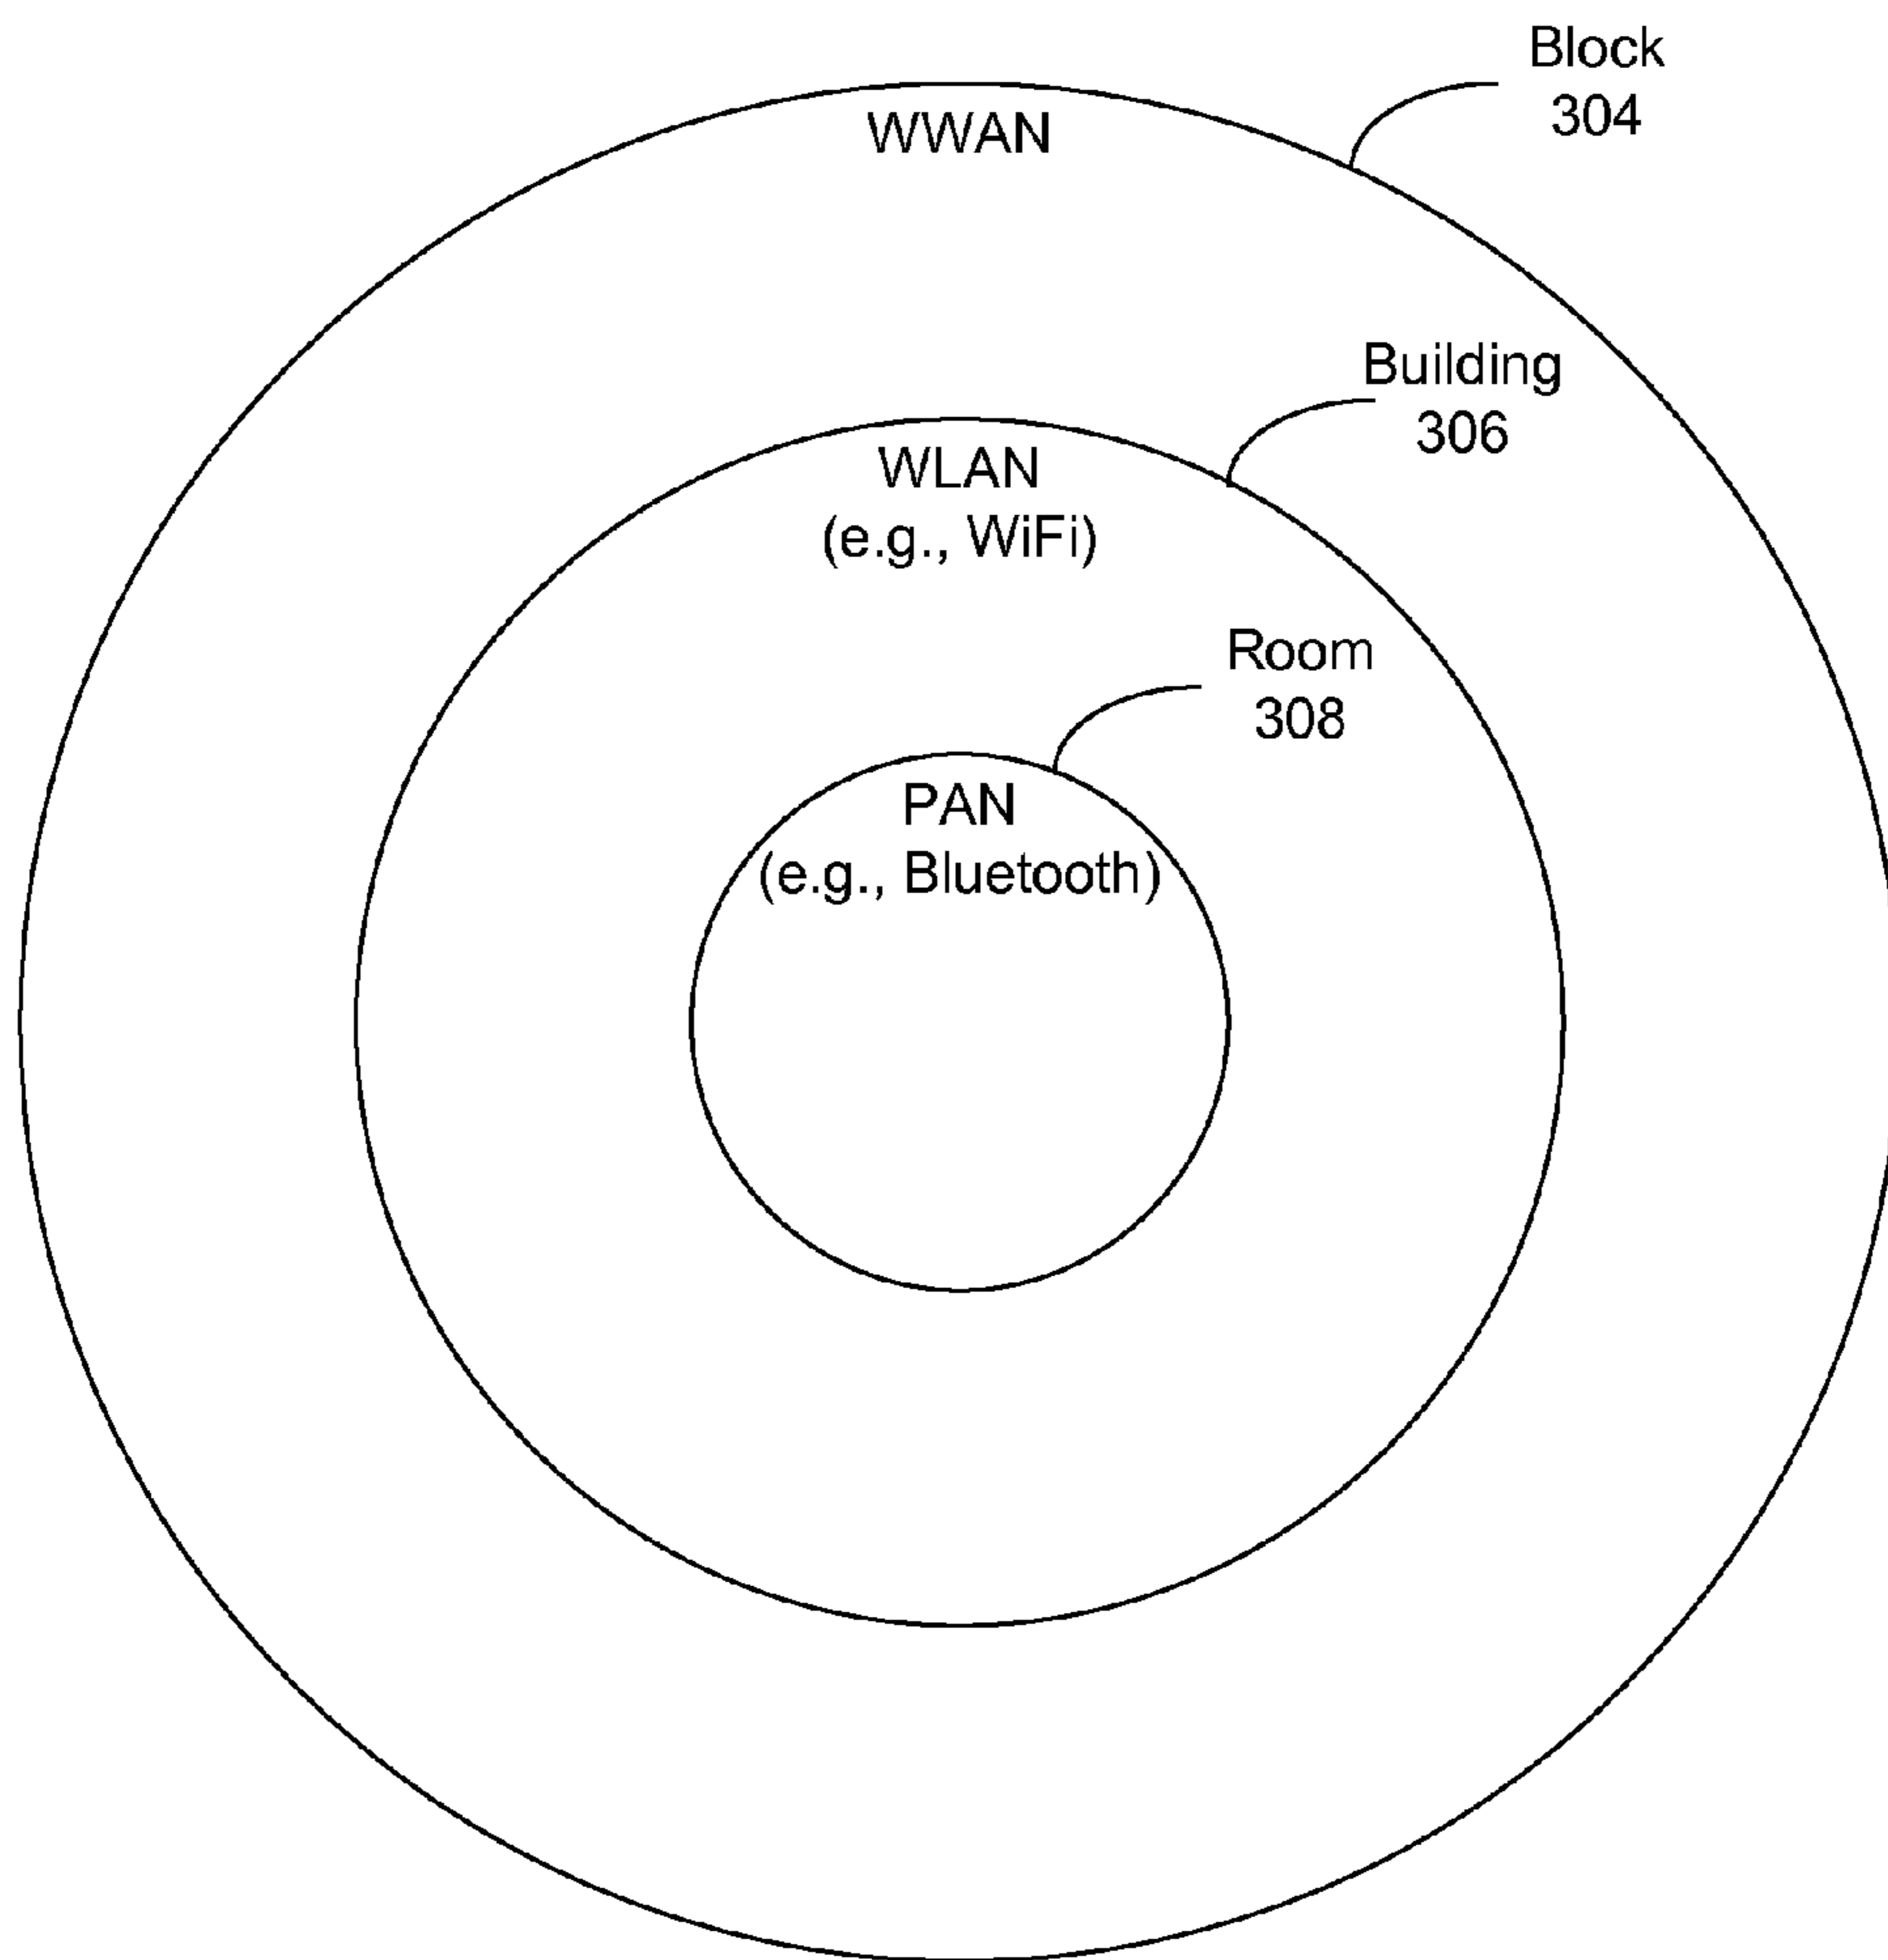 Block
304
WWAN
Building
306
WLAN
(e.g., WiFi)
Room
308
PAN
(e.g., Bluetooth)